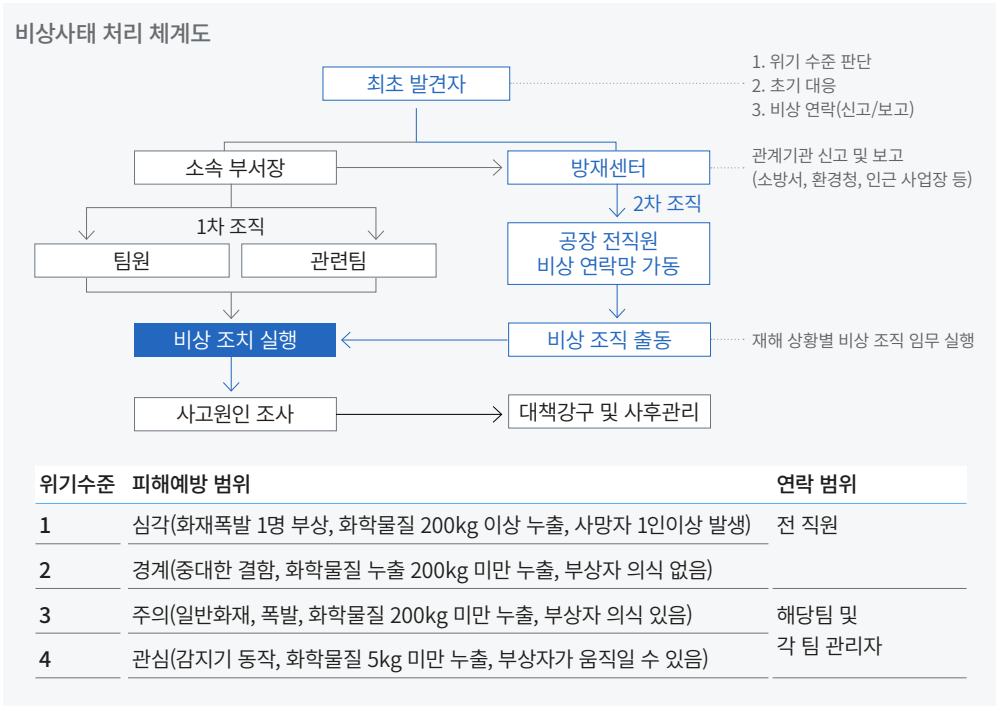 비상사태 처리 체계도
최초 발견자
1. 위기 수준 판단
2. 초기 대응
3. 비상 연락(신고/보고)
소속 부서장
방재센터
관계기관 신고 및 보고
(소방서, 환경청, 인근 사업장 등)
1차 조직
2차 조직
팀원
관련팀
공장 전직원
비상 연락망 가동
비상 조치 실행
비상 조직 출동
재해 상황별 비상 조직 임무 실행
사고원인 조사
대책강구 및 사후관리
위기수준 피해예방 범위 연락 범위
1 심각(화재폭발 1명 부상, 화학물질 200kg 이상 누출, 사망자 1인이상 발생) 전 직원
2 경계(중대한 결함, 화학물질 누출 200kg 미만 누출, 부상자 의식 없음)
3 주의(일반화재, 폭발, 화학물질 200kg 미만 누출, 부상자 의식 있음) 해당팀 및
각 팀 관리자
4 관심(감지기 동작, 화학물질 5kg 미만 누출, 부상자가 움직일 수 있음)